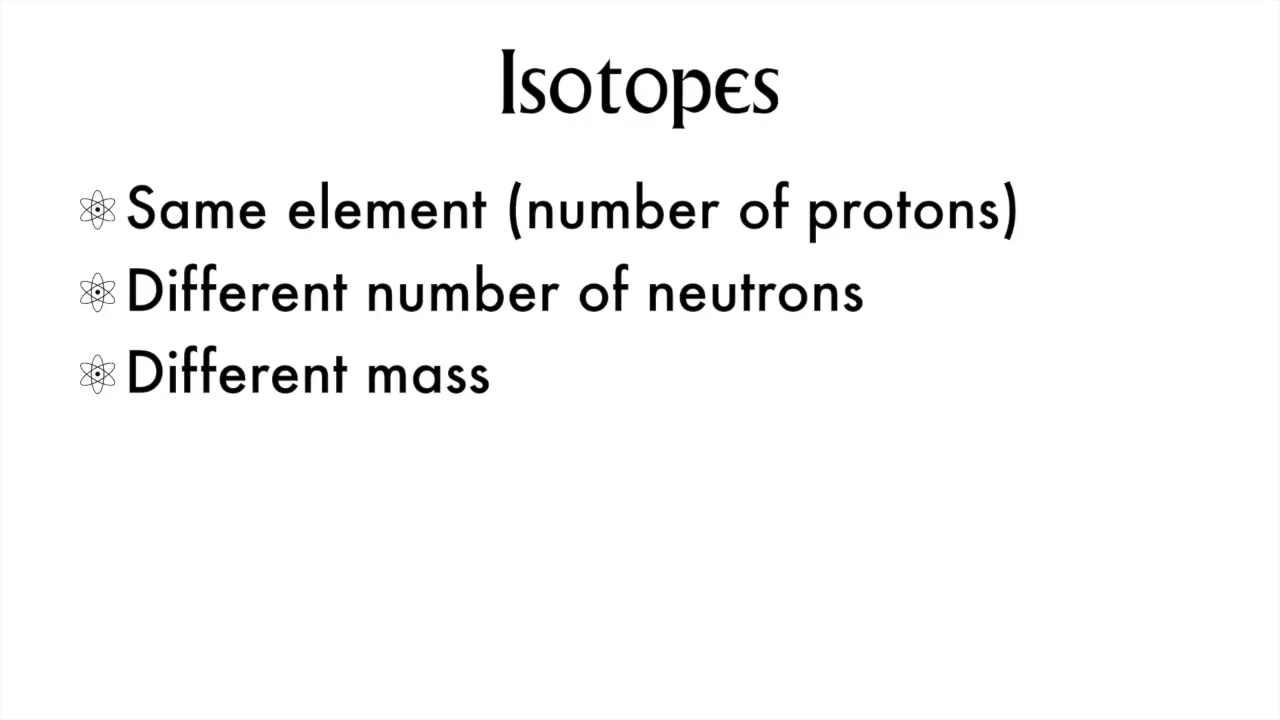 Isotopes
Same element (number of protons)
Different number of neutrons
Different mass